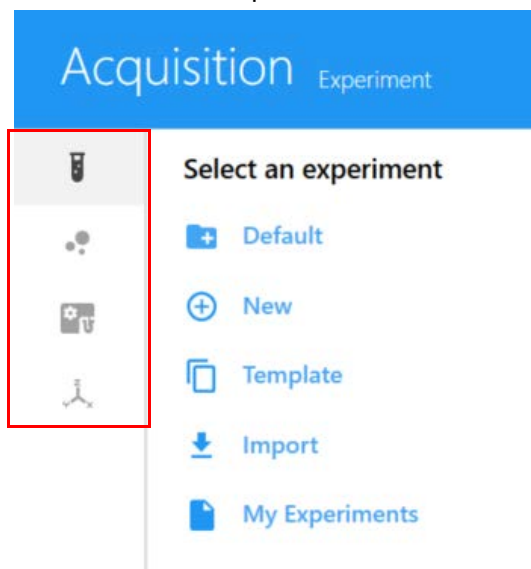 Acquisition Experiment
Select an experiment
Default
New
Template
Import
My Experiments